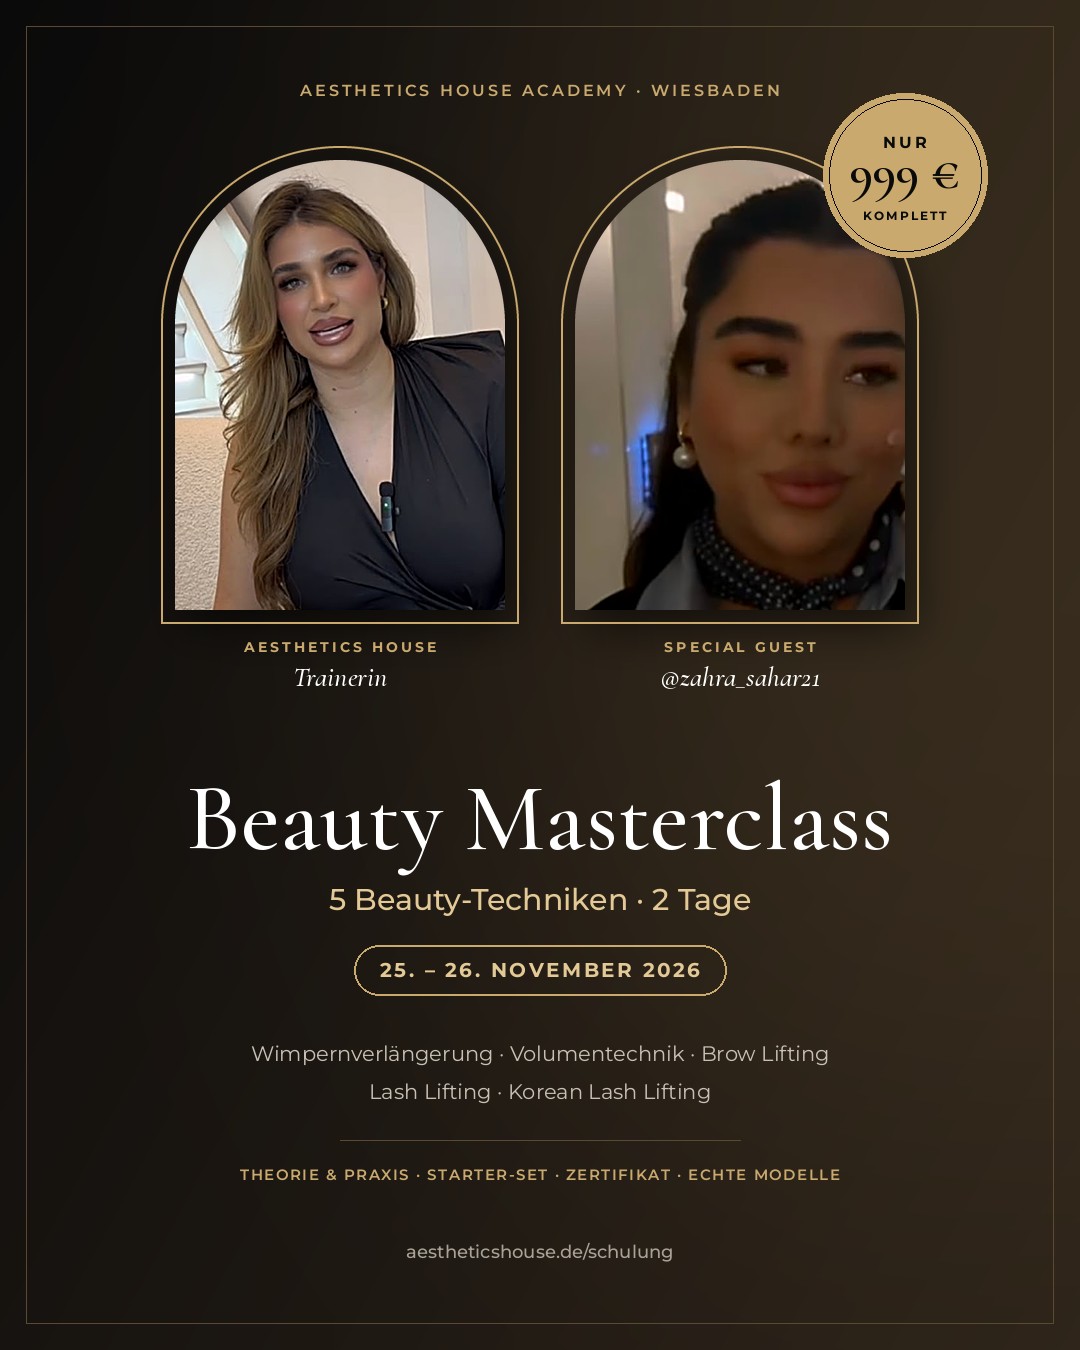 AESTHETICS HOUSE ACADEMY · WIESBADEN
NUR
999 €
KOMPLETT
AESTHETICS HOUSE
Trainerin
SPECIAL GUEST
@zahra_sahar21
Beauty Masterclass
5 Beauty-Techniken · 2 Tage
25. – 26. NOVEMBER 2026
Wimpernverlängerung · Volumentechnik · Brow Lifting
Lash Lifting · Korean Lash Lifting
THEORIE & PRAXIS · STARTER-SET · ZERTIFIKAT · ECHTE MODELLE
aestheticshouse.de/schulung